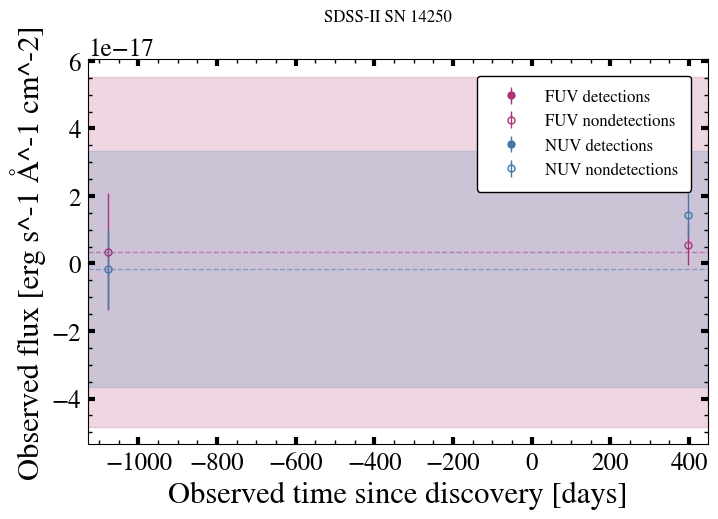 SDSS-II SN 14250
1e−17
6
4
2
0
−2
−4
Observed flux [erg s^-1 Å^-1 cm^-2]
FUV detections
FUV nondetections
NUV detections
NUV nondetections
−1000 −800 −600 −400 −200 0 200 400
Observed time since discovery [days]